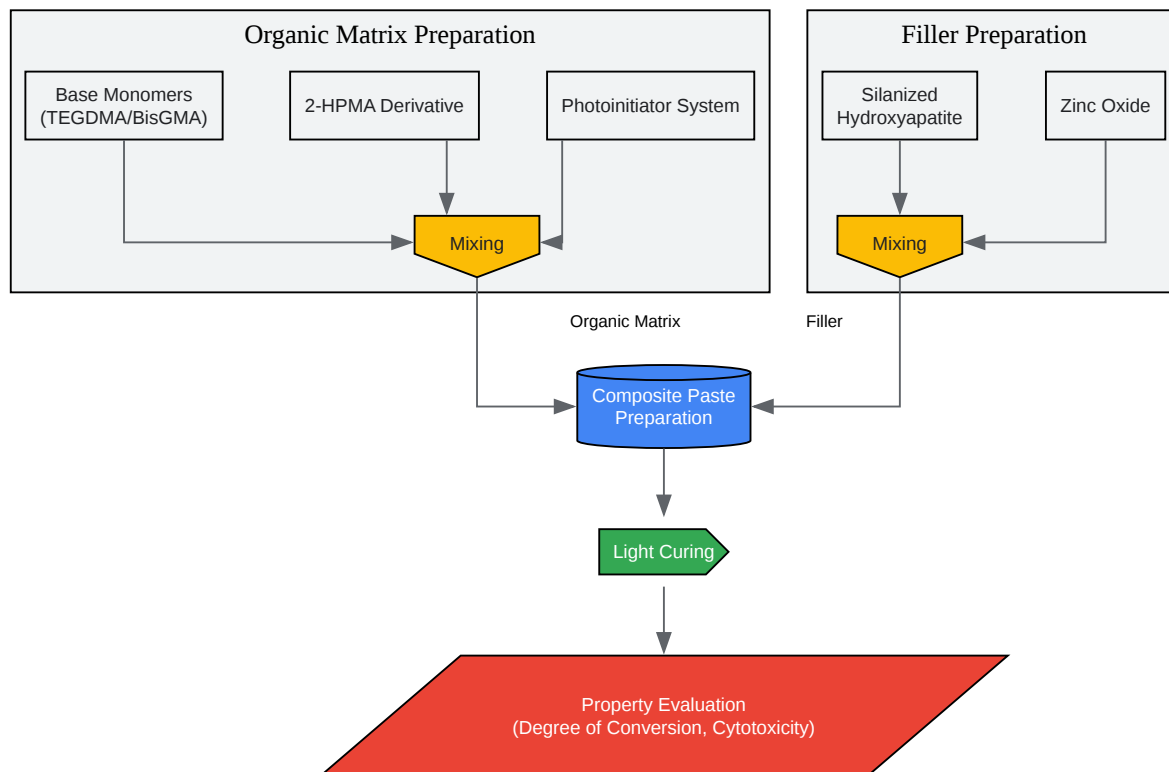 Organic Matrix Preparation
Filler Preparation
Base Monomers
(TEGDMA/BisGMA)
2-HPMA Derivative
Photoinitiator System
Silanized
Hydroxyapatite
Zinc Oxide
Mixing
Mixing
Organic Matrix
Filler
Composite Paste
Preparation
Light Curing
Property Evaluation
(Degree of Conversion, Cytotoxicity)